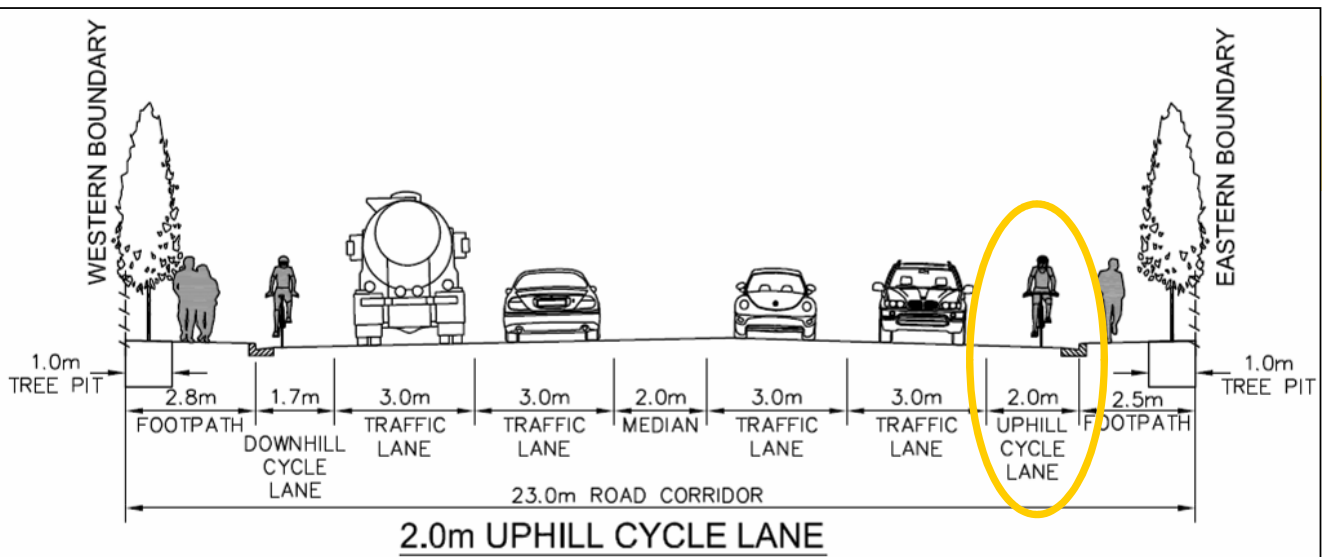 WESTERN BOUNDARY
EASTERN BOUNDARY
1.0m
TREE PIT
1.0m
TREE PIT
2.8m
FOOTPATH
1.7m
DOWNHILL
CYCLE
LANE
3.0m
TRAFFIC
LANE
3.0m
TRAFFIC
LANE
2.0m
MEDIAN
3.0m
TRAFFIC
LANE
3.0m
TRAFFIC
LANE
2.0m
UPHILL
CYCLE
LANE
2.5m
FOOTPATH
23.0m ROAD CORRIDOR
2.0m UPHILL CYCLE LANE